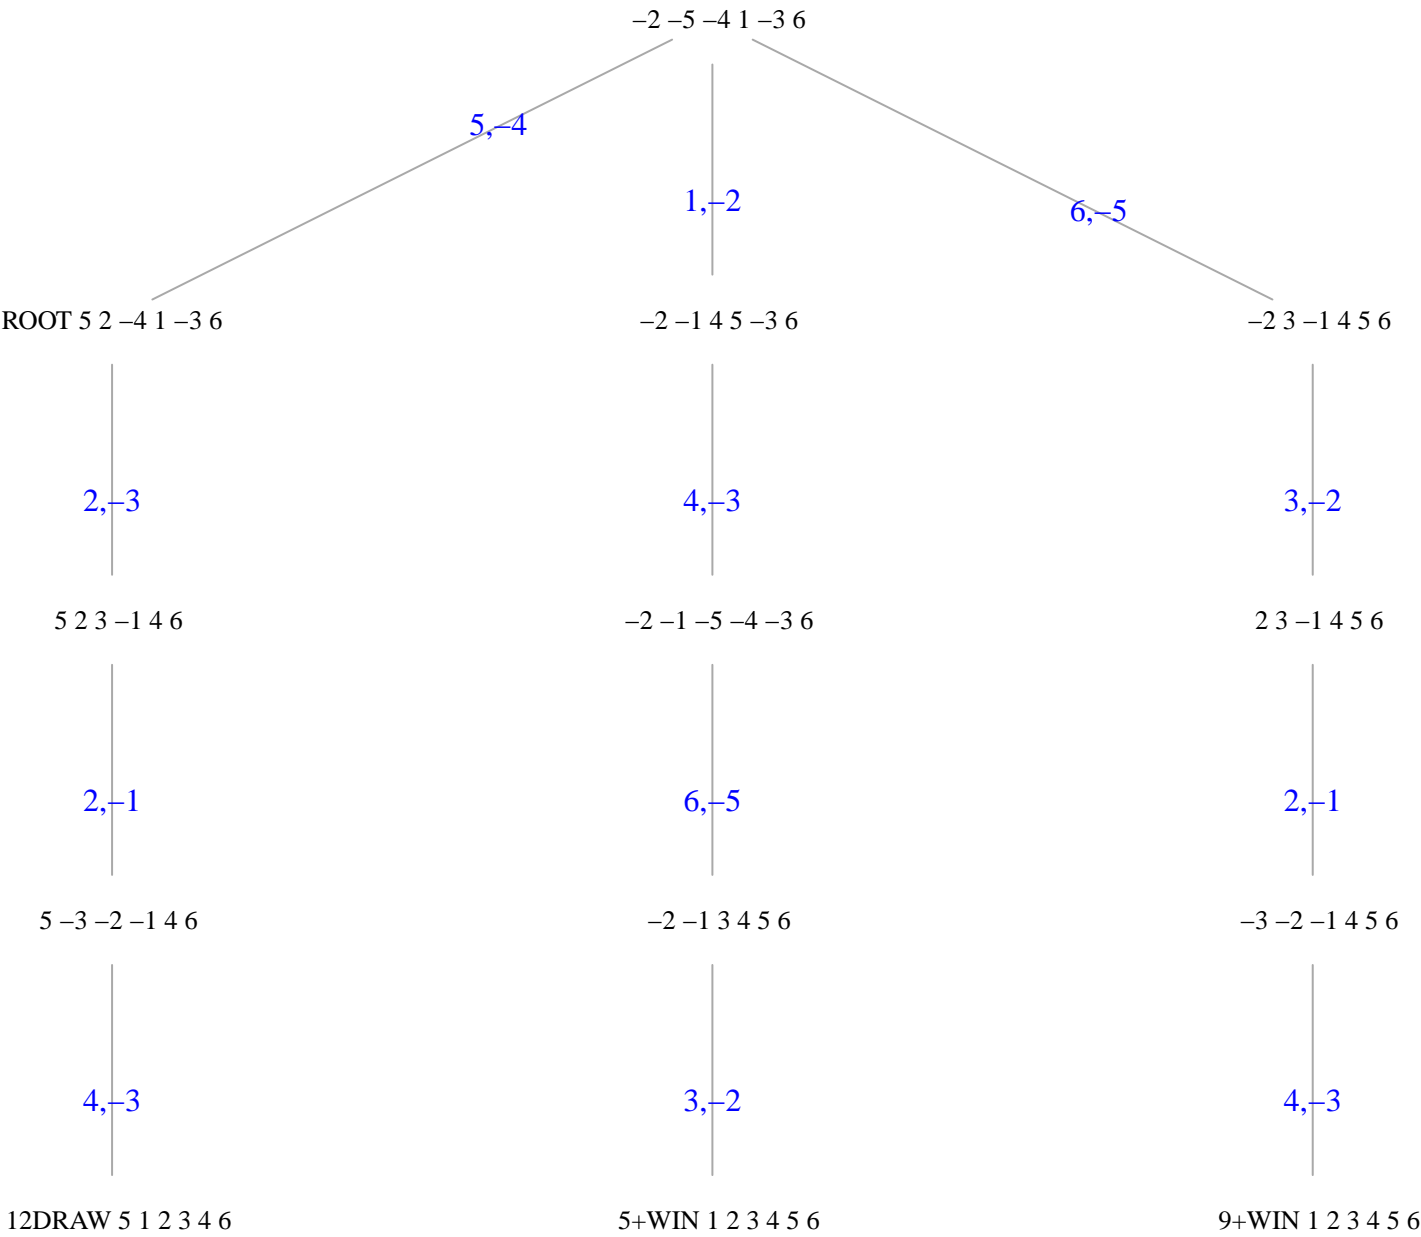 –2 –5 –4 1 –3 6
5,–4
1,–2
6,–5
ROOT 5 2 –4 1 –3 6
–2 –1 4 5 –3 6
–2 3 –1 4 5 6
2,–3
4,–3
3,–2
5 2 3 –1 4 6
–2 –1 –5 –4 –3 6
2 3 –1 4 5 6
2,–1
6,–5
2,–1
5 –3 –2 –1 4 6
–2 –1 3 4 5 6
–3 –2 –1 4 5 6
4,–3
3,–2
4,–3
12DRAW 5 1 2 3 4 6
5+WIN 1 2 3 4 5 6
9+WIN 1 2 3 4 5 6